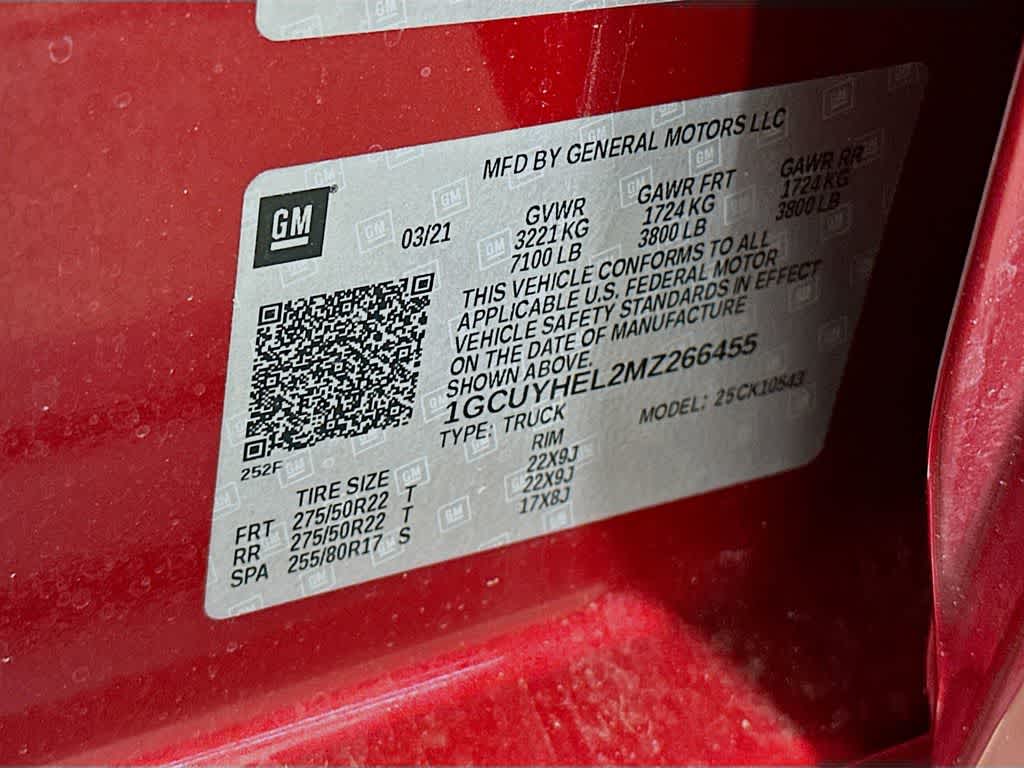 MFD BY GENERAL MOTORS LLC
GM
03/21
GVWR GAWR FRT GAWR RR
3221 KG 1724 KG 1724 KG
7100 LB 3800 LB 3800 LB
THIS VEHICLE CONFORMS TO ALL
APPLICABLE U.S. FEDERAL MOTOR
VEHICLE SAFETY STANDARDS IN EFFECT
ON THE DATE OF MANUFACTURE
SHOWN ABOVE.
1GCUYHEL2MZ266455
TYPE: TRUCK MODEL: 25CK10543
252F
TIRE SIZE RIM
FRT 275/50R22 T 22X9J
RR 275/50R22 T 22X9J
SPA 255/80R17 S 17X8J